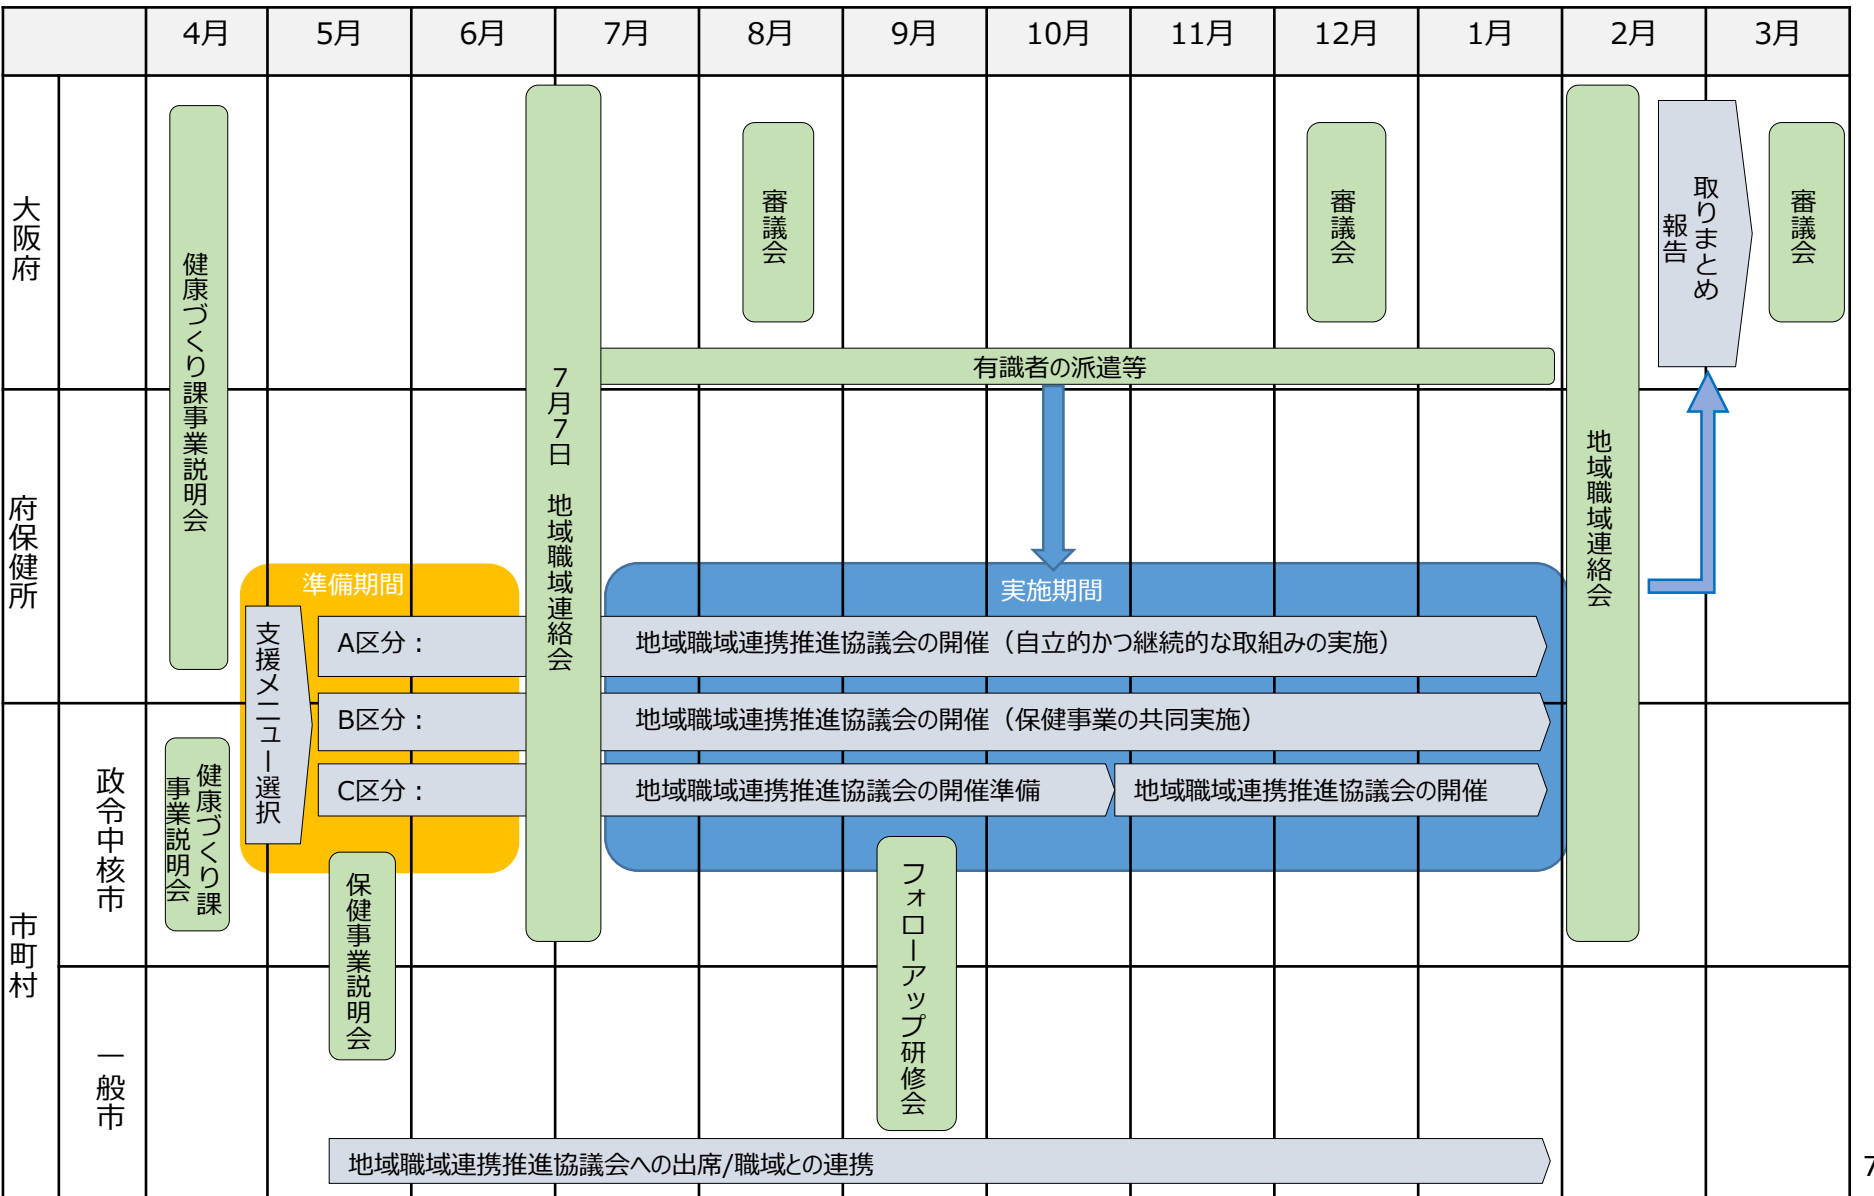 4月
5月
6月
7月
8月
9月
10月
11月
12月
1月
2月
3月
大阪府
府保健所
市町村
政令中核市
一般市
健康づくり課事業説明会
健康づくり課
事業説明会
準備期間
支援メニュー選択
保健事業説明会
7月7日 地域職域連絡会
審議会
審議会
有識者の派遣等
実施期間
A区分：
地域職域連携推進協議会の開催（自立的かつ継続的な取組みの実施）
B区分：
地域職域連携推進協議会の開催（保健事業の共同実施）
C区分：
地域職域連携推進協議会の開催準備
地域職域連携推進協議会の開催
フォローアップ研修会
地域職域連絡会
取りまとめ
報告
審議会
地域職域連携推進協議会への出席/職域との連携
7